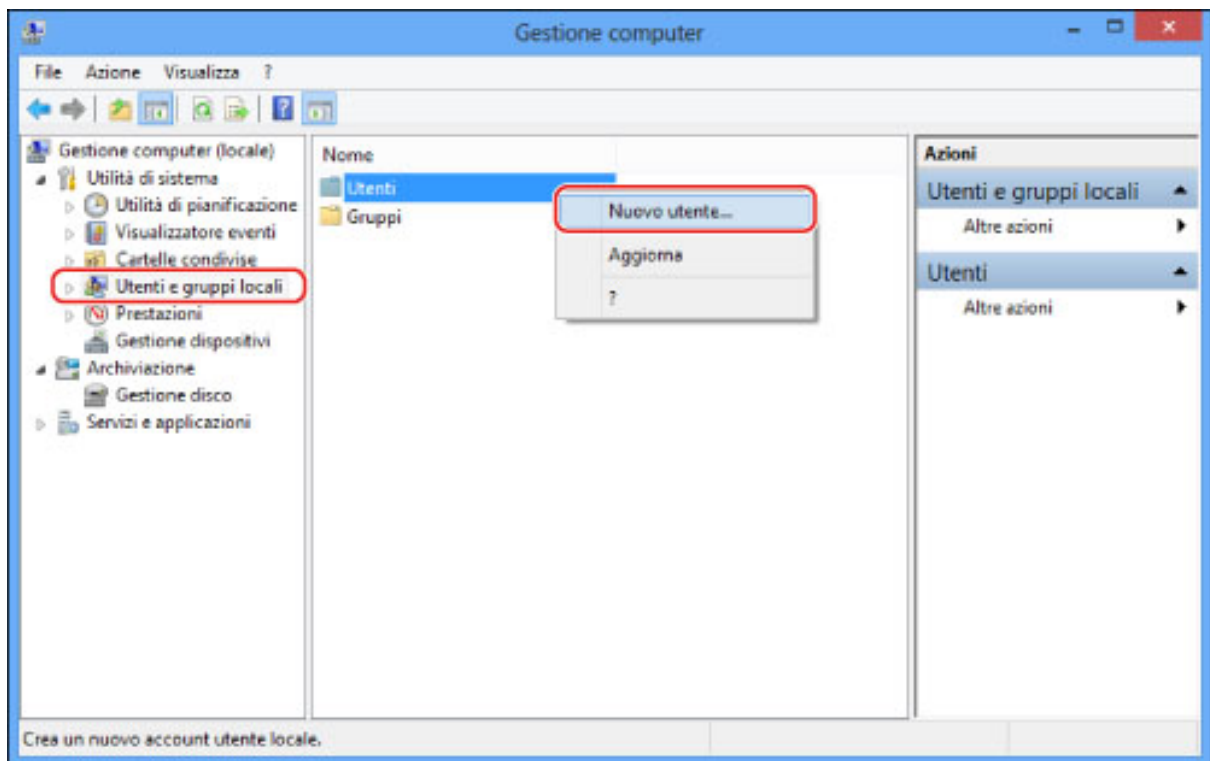 Gestione computer
File Azione Visualizza ?
Gestione computer (locale)
Utilità di sistema
Utilità di pianificazione
Visualizzatore eventi
Cartelle condivise
Utenti e gruppi locali
Prestazioni
Gestione dispositivi
Archiviazione
Gestione disco
Servizi e applicazioni
Nome
Utenti
Gruppi
Nuovo utente...
Aggiorna
?
Azioni
Utenti e gruppi locali
Altre azioni
Utenti
Altre azioni
Crea un nuovo account utente locale.